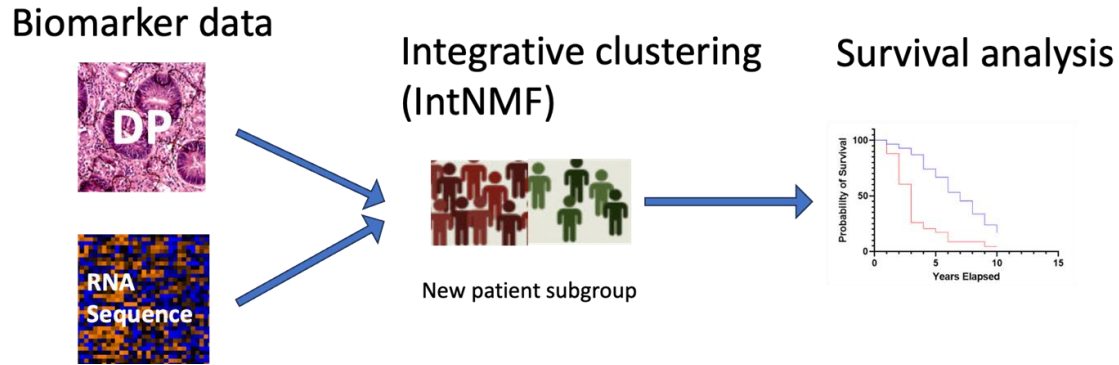 Biomarker data
DP
RNA
Sequence
Integrative clustering
(IntNMF)
New patient subgroup
Survival analysis
Probability of Survival
100
50
0
0 5 10 15
Years Elapsed